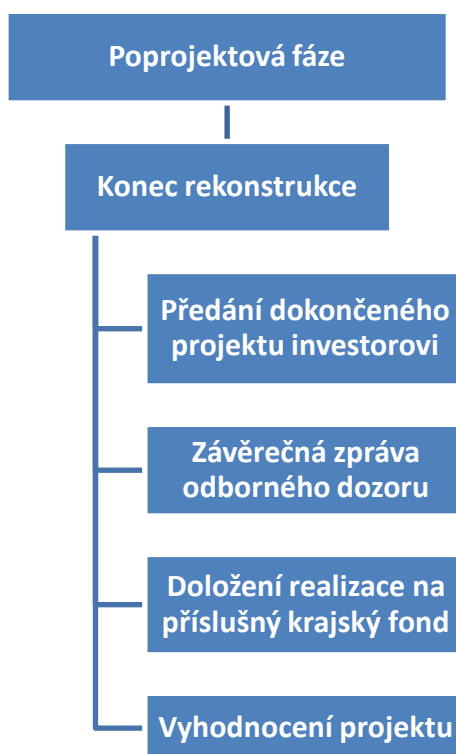 Poprojektová fáze
Konec rekonstrukce
Předání dokončeného
projektu investorovi
Závěrečná zpráva
odborného dozoru
Doložení realizace na
příslušný krajský fond
Vyhodnocení projektu